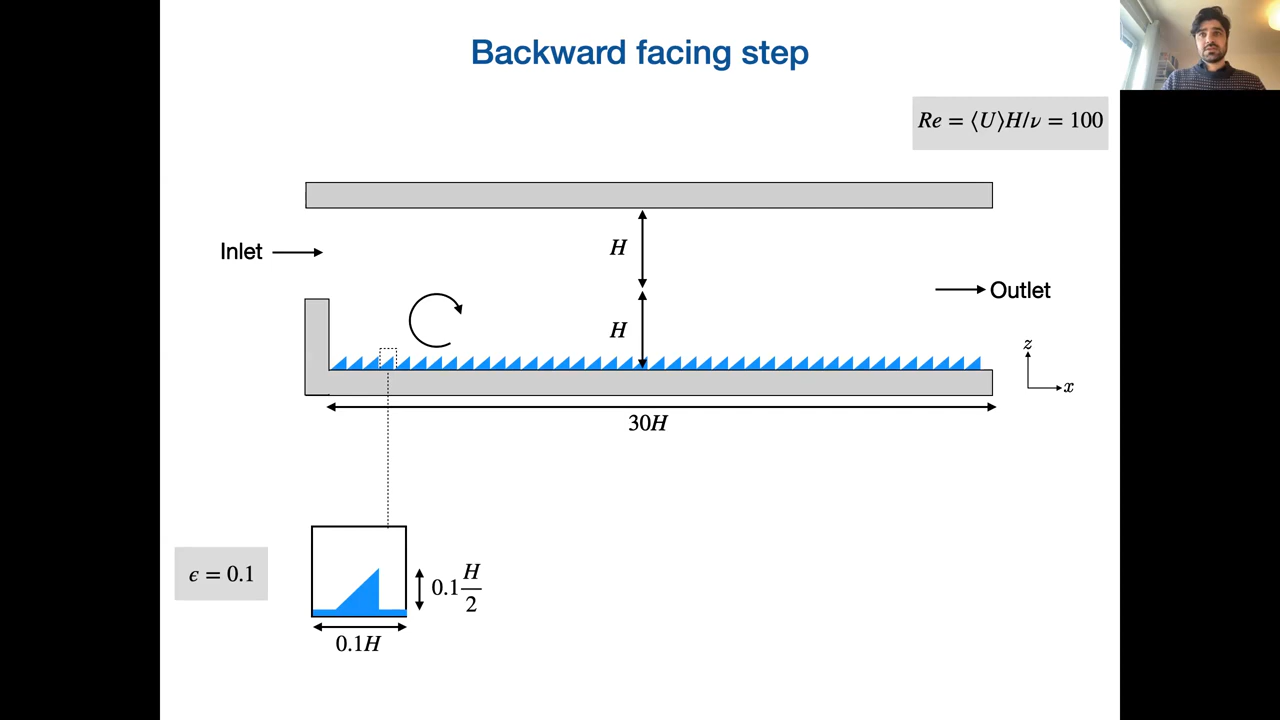 Backward facing step
Re = ⟨U⟩H/ν = 100
H
Inlet
Outlet
H
z
x
30H
ϵ = 0.1
0.1 H/2
0.1H